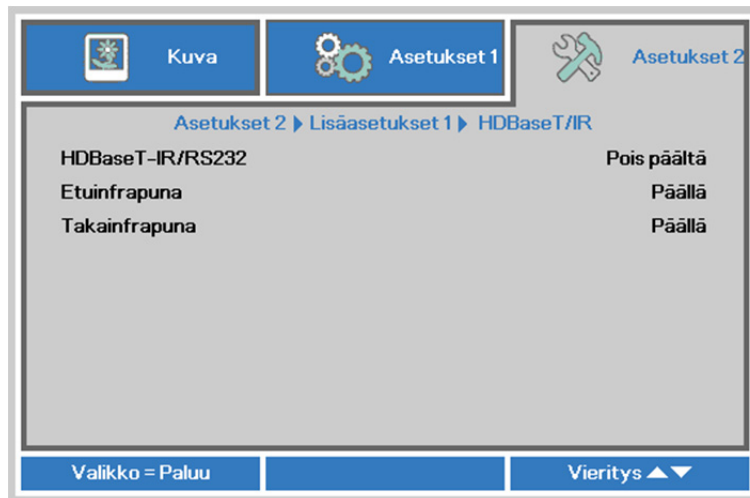 Kuva
Asetukset 1
Asetukset 2
Asetukset 2 Lisäasetukset 1 HDBaseT/IR
HDBaseT-IR/RS232 Pois päältä
Etuinfrapuna Päällä
Takainfrapuna Päällä
Valikko = Paluu
Vieritys